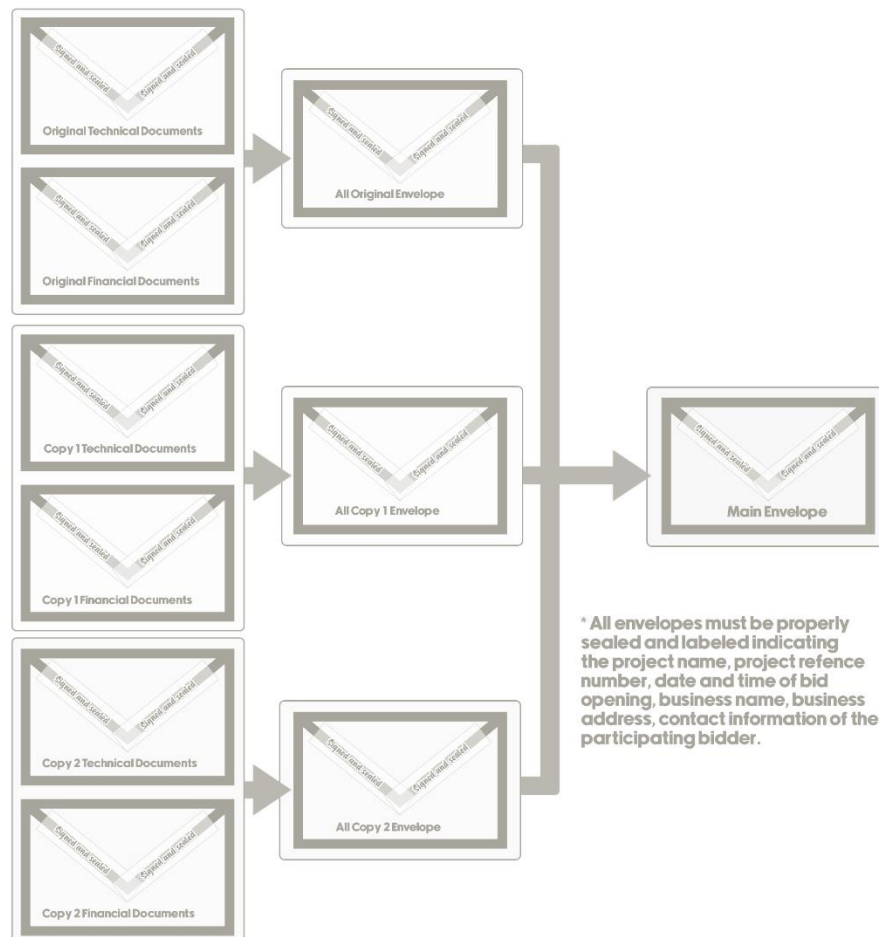 Signed and sealed Signed and sealed
Original Technical Documents
Signed and sealed Signed and sealed
Original Financial Documents
Signed and sealed Signed and sealed
All Original Envelope
Signed and sealed Signed and sealed
Copy 1 Technical Documents
Signed and sealed Signed and sealed
Copy 1 Financial Documents
Signed and sealed Signed and sealed
All Copy 1 Envelope
Signed and sealed Signed and sealed
Copy 2 Technical Documents
Signed and sealed Signed and sealed
Copy 2 Financial Documents
Signed and sealed Signed and sealed
All Copy 2 Envelope
Signed and sealed Signed and sealed
Main Envelope
* All envelopes must be properly
sealed and labeled indicating
the project name, project refence
number, date and time of bid
opening, business name, business
address, contact information of the
participating bidder.